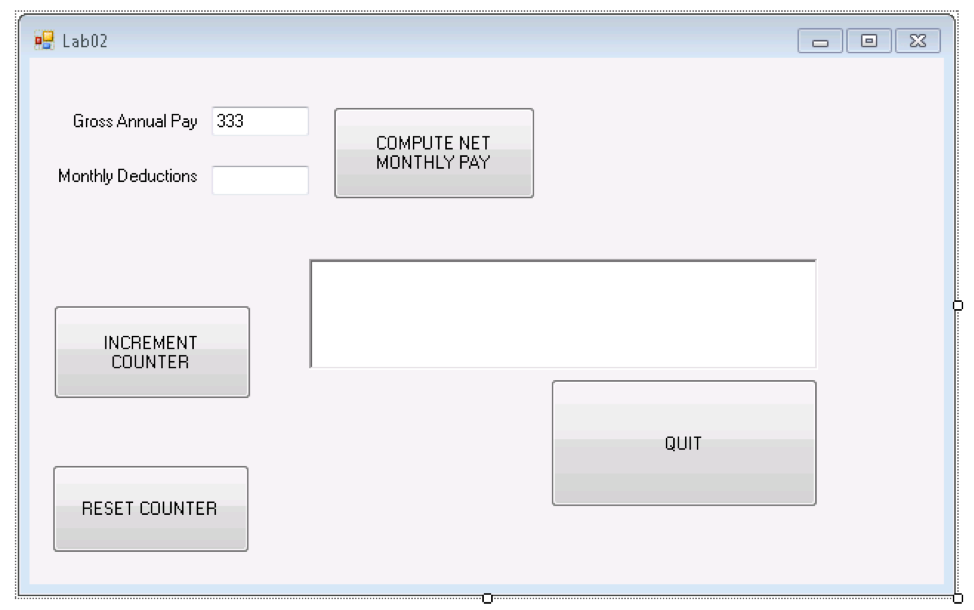 Lab02
Gross Annual Pay 333
COMPUTE NET
MONTHLY PAY
Monthly Deductions
INCREMENT
COUNTER
QUIT
RESET COUNTER